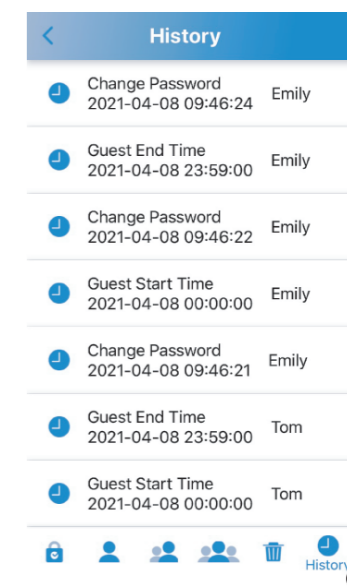 History
Change Password
2021-04-08 09:46:24 Emily
Guest End Time
2021-04-08 23:59:00 Emily
Change Password
2021-04-08 09:46:22 Emily
Guest Start Time
2021-04-08 00:00:00 Emily
Change Password
2021-04-08 09:46:21 Emily
Guest End Time
2021-04-08 23:59:00 Tom
Guest Start Time
2021-04-08 00:00:00 Tom
History